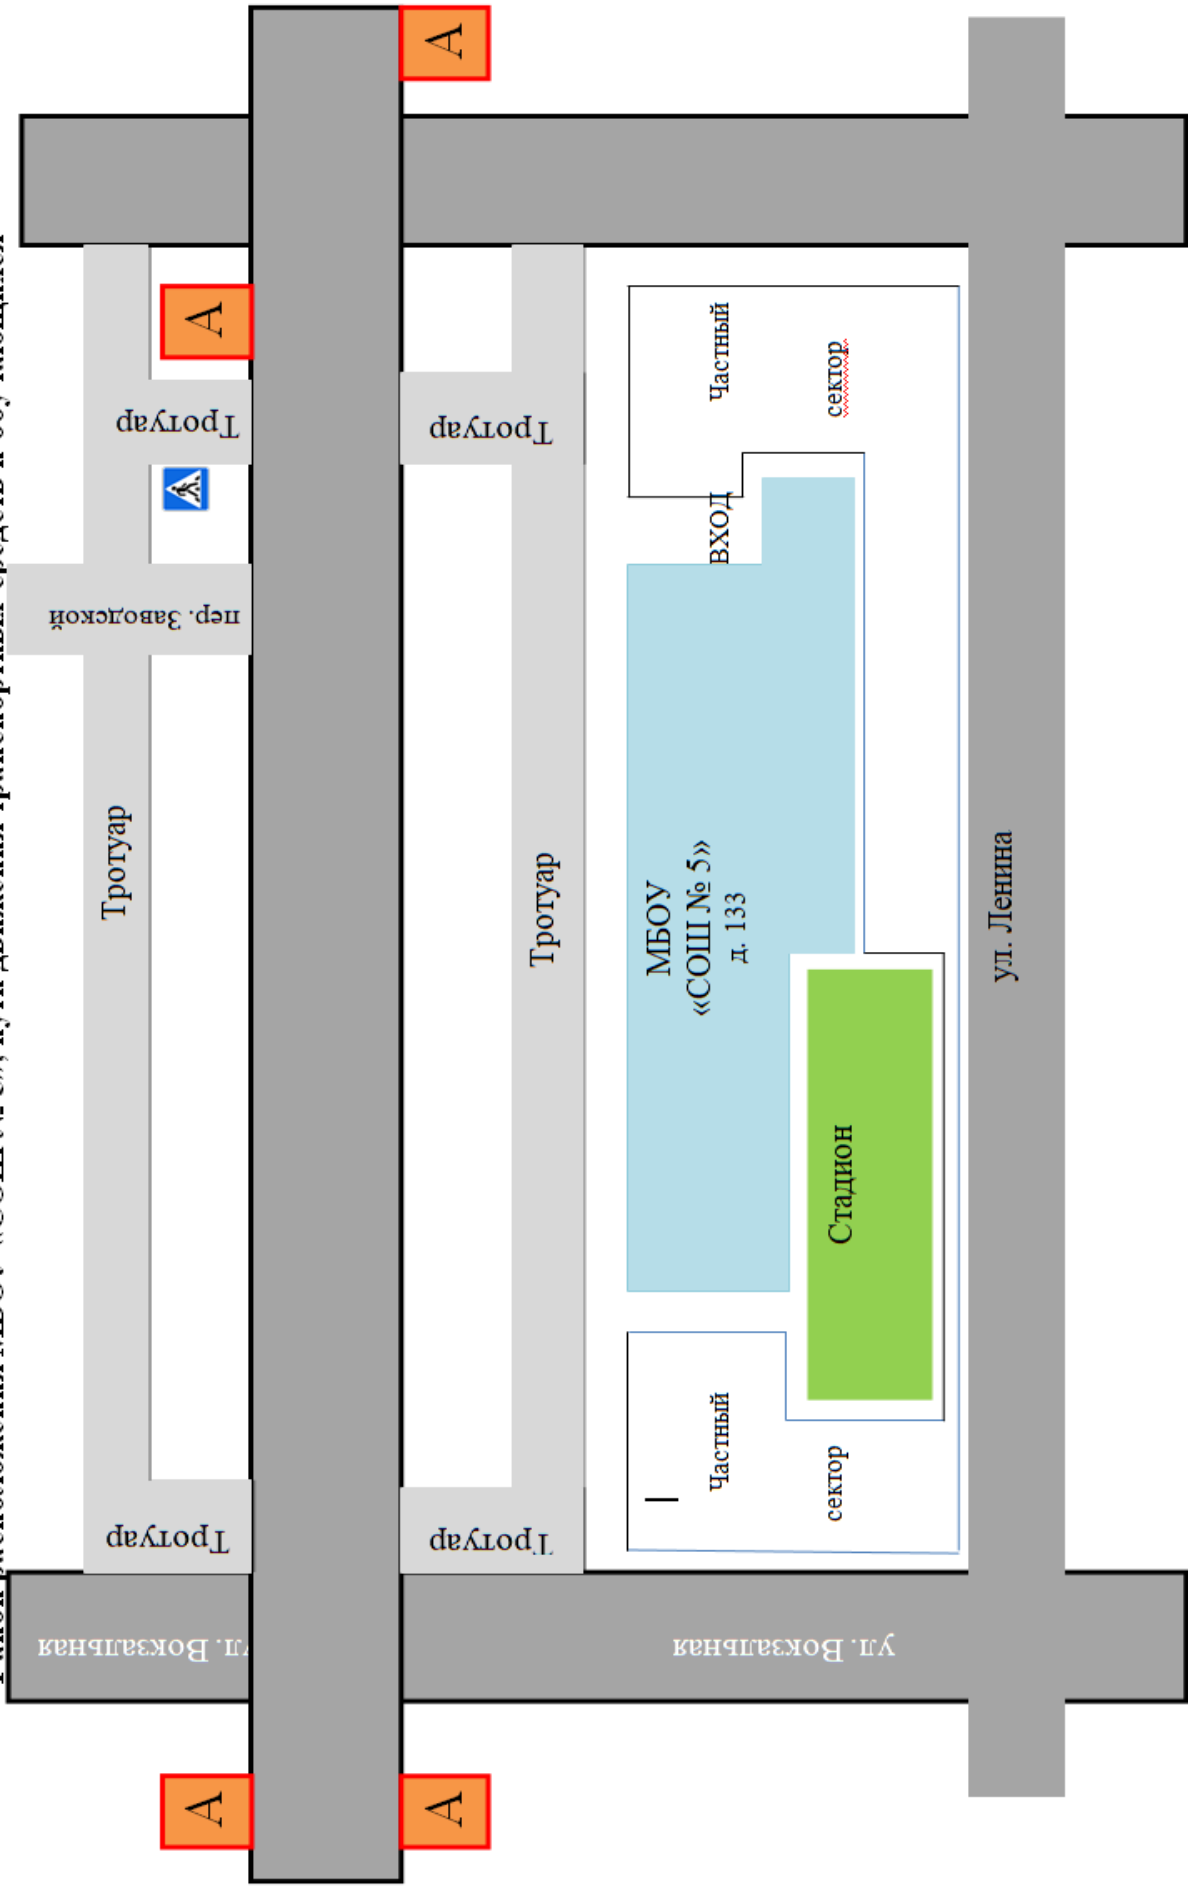 ул. Вокзальная
Тротуар
Тротуар
пер. Заводской
Тротуар
А
А
А
А
Тротуар
Тротуар
Тротуар
ул. Вокзальная
Частный
сектор
МБОУ
«СОШ № 5»
д. 133
ВХОД
Частный
сектор
Стадион
ул. Ленина